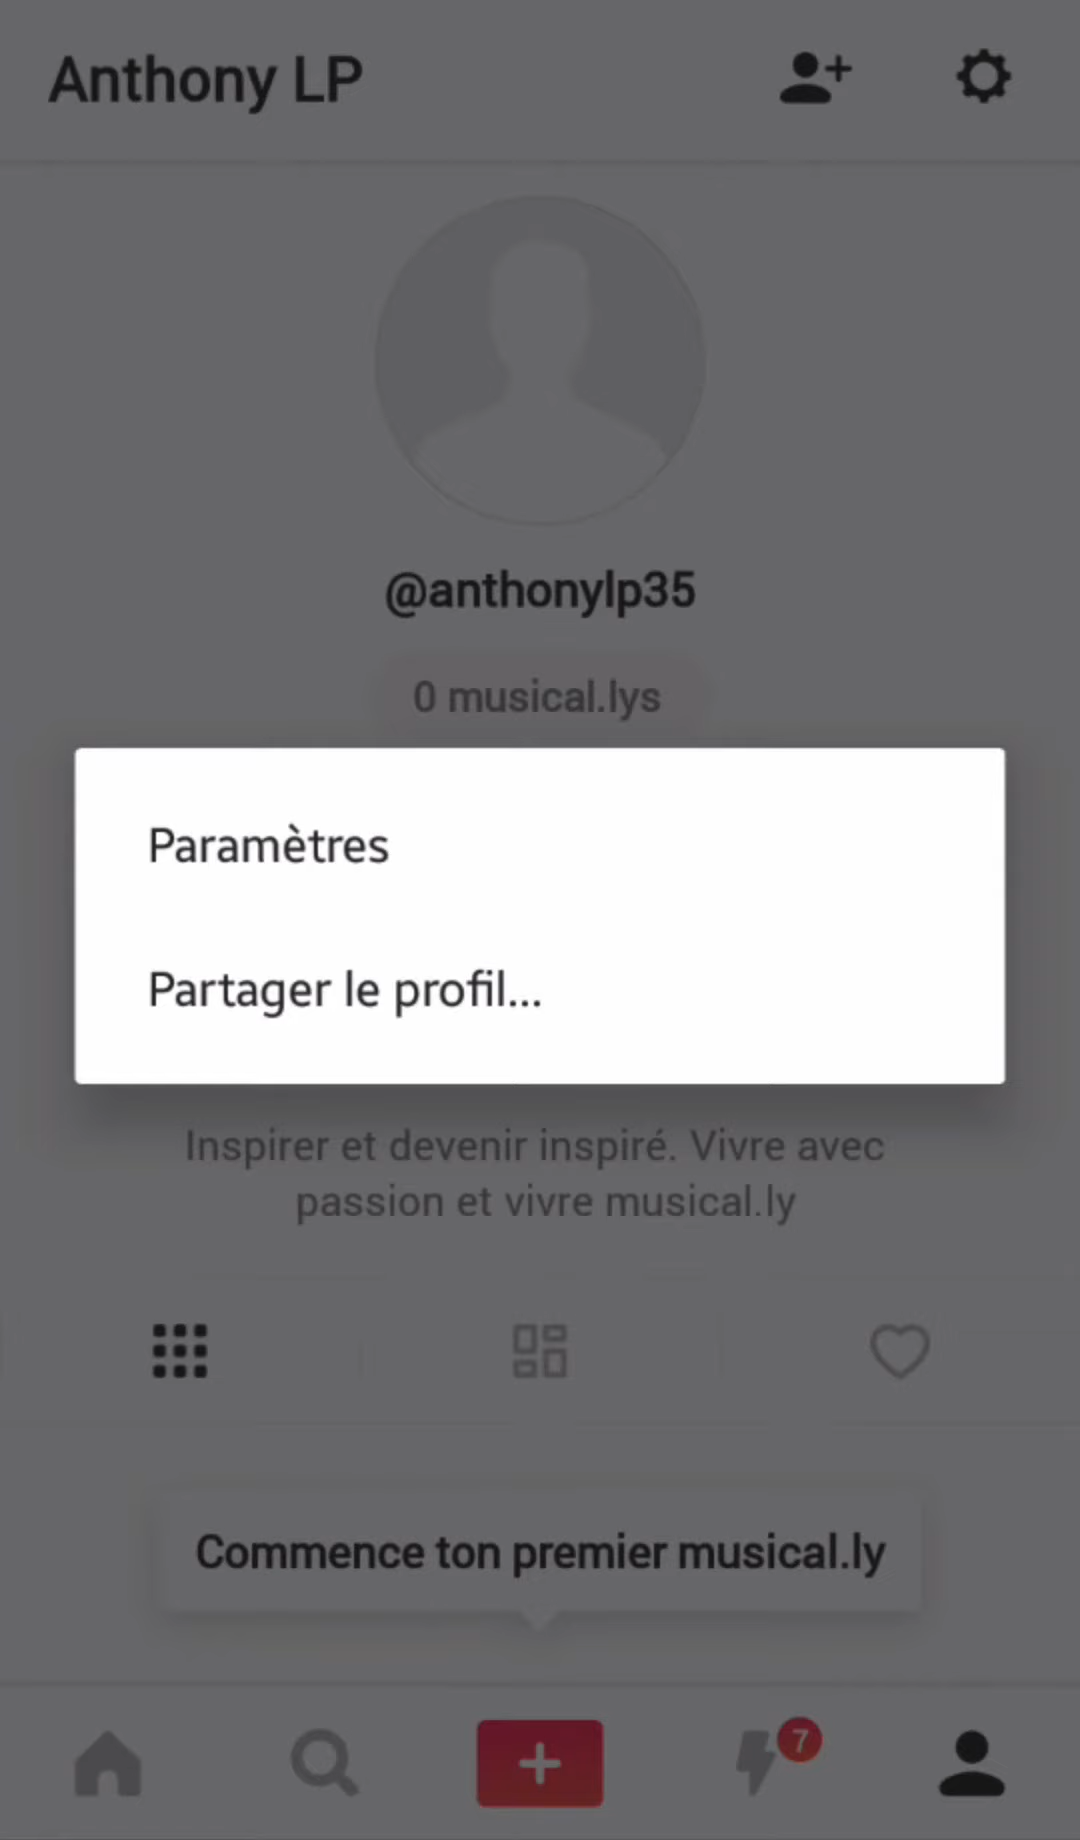 Anthony LP
@anthonylp35
0 musical.lys
Paramètres
Partager le profil...
Inspirer et devenir inspiré. Vivre avec
passion et vivre musical.ly
Commence ton premier musical.ly
7